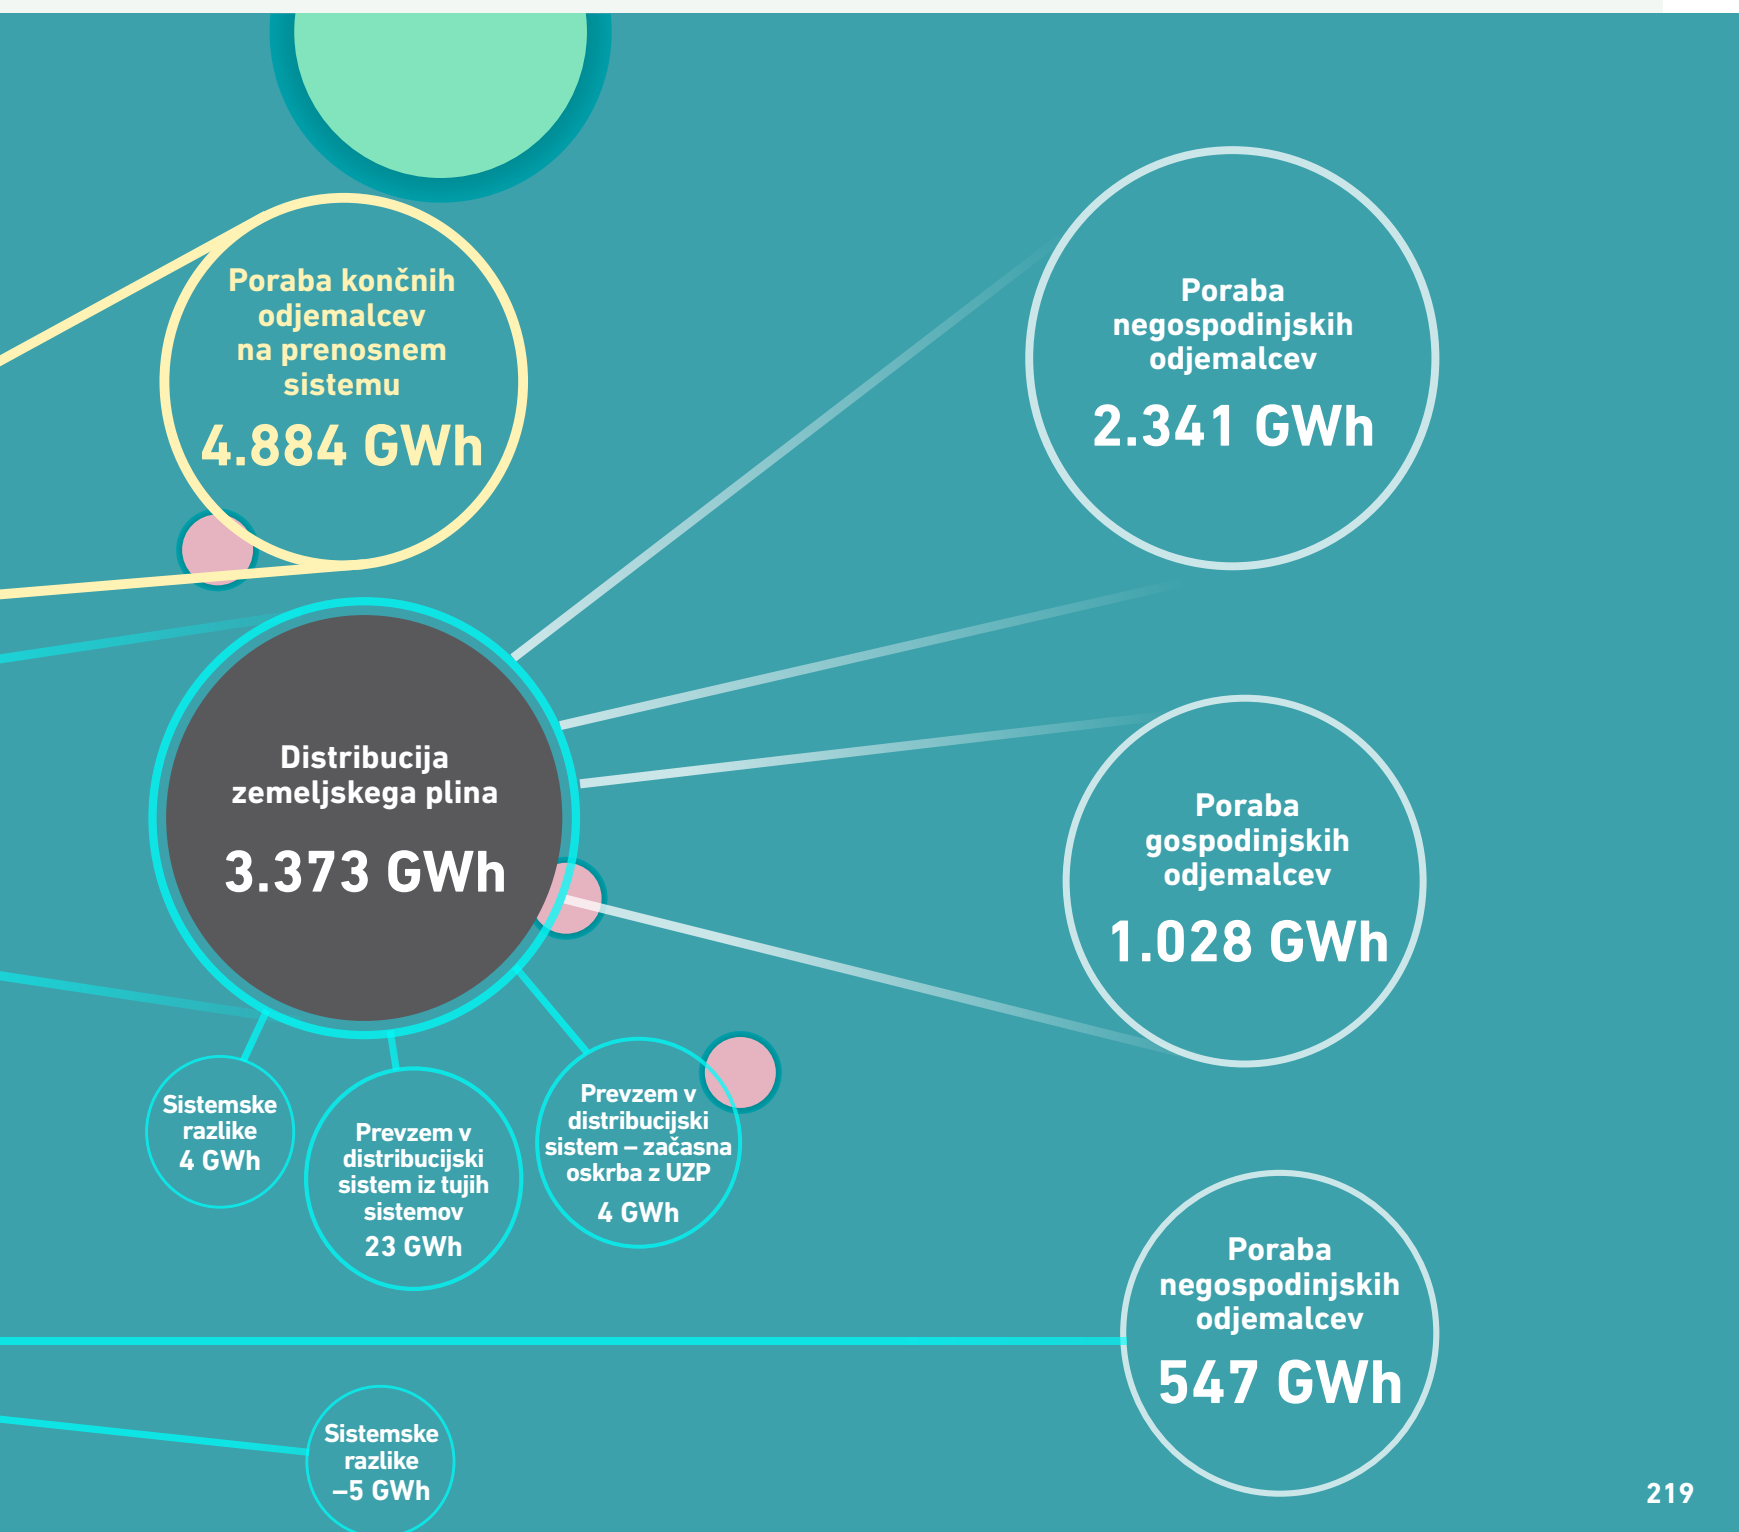 Poraba končnih
odjemalcev
na prenosnem
sistemu
4.884 GWh
Poraba
negospodinjskih
odjemalcev
2.341 GWh
Distribucija
zemeljskega plina
3.373 GWh
Poraba
gospodinjskih
odjemalcev
1.028 GWh
Sistemske
razlike
4 GWh
Prevzem v
distribucijski
sistem iz tujih
sistemov
23 GWh
Prevzem v
distribucijski
sistem – začasna
oskrba z UZP
4 GWh
Poraba
negospodinjskih
odjemalcev
547 GWh
Sistemske
razlike
–5 GWh
219